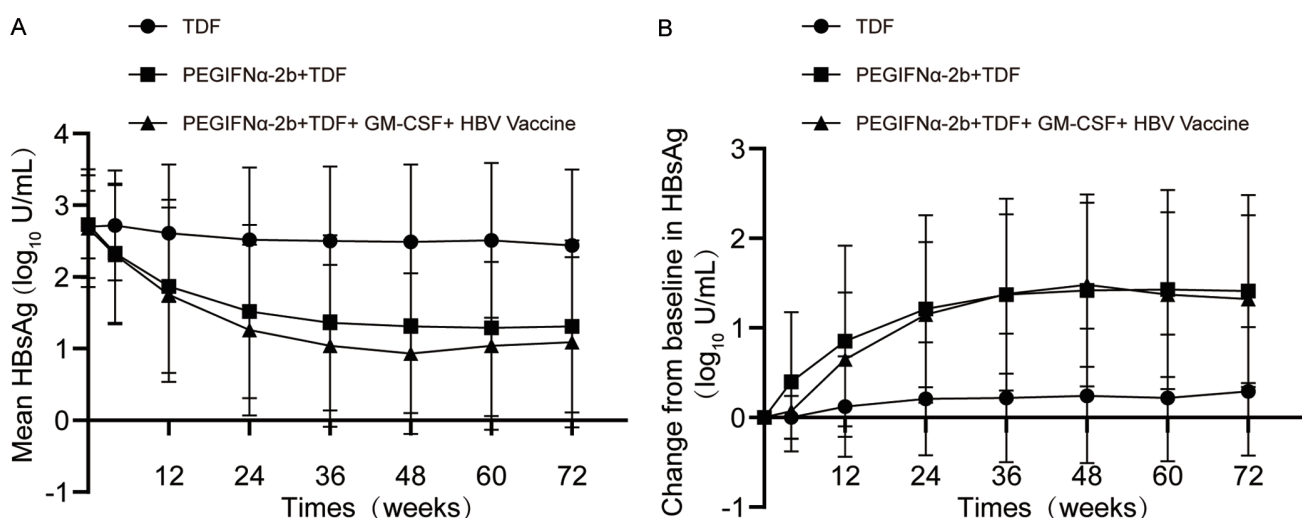 A
TDF
PEGIFNα-2b+TDF
PEGIFNα-2b+TDF+ GM-CSF+ HBV Vaccine
Mean HBsAg (log10 U/mL)
4
3
2
1
0
-1
12 24 36 48 60 72
Times (weeks)
B
TDF
PEGIFNα-2b+TDF
PEGIFNα-2b+TDF+ GM-CSF+ HBV Vaccine
Change from baseline in HBsAg
(log10 U/mL)
3
2
1
0
-1
12 24 36 48 60 72
Times (weeks)